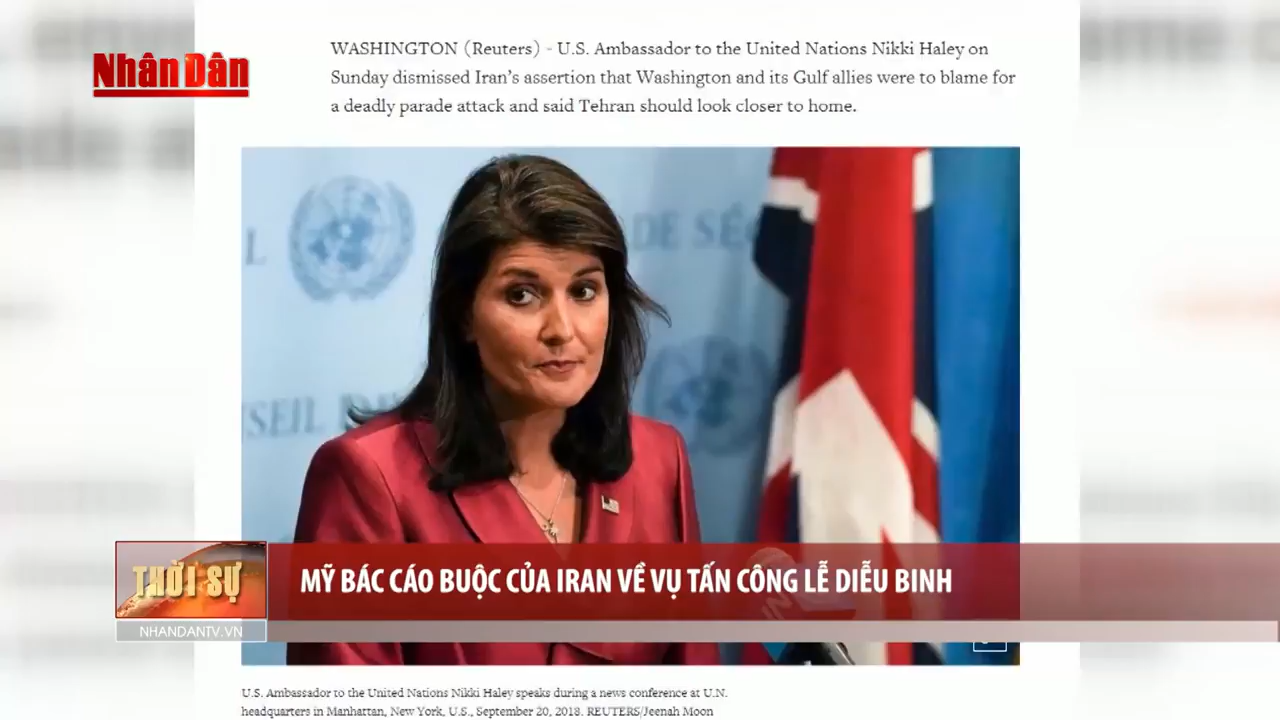 Nhân Dân
WASHINGTON (Reuters) - U.S. Ambassador to the United Nations Nikki Haley on
Sunday dismissed Iran's assertion that Washington and its Gulf allies were to blame for
a deadly parade attack and said Tehran should look closer to home.
L
DE SÉC
SEIL DE
THỜI SỰ
MỸ BÁC CÁO BUỘC CỦA IRAN VỀ VỤ TẤN CÔNG LỄ DIỄU BINH
NHANDANTV.VN
U.S. Ambassador to the United Nations Nikki Haley speaks during a news conference at U.N.
headquarters in Manhattan, New York, U.S., September 20, 2018. REUTERS/Jeenah Moon